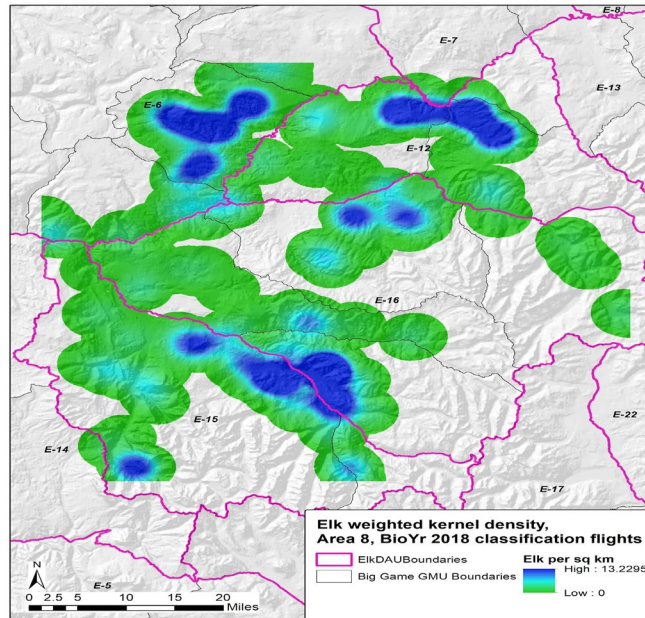 E-8
E-7
E-13
E-6
E-12
E-16
E-15
E-14
E-22
E-17
E-5
N
0 2.5 5 10 15 20
Miles
Elk weighted kernel density,
Area 8, BioYr 2018 classification flights
ElkDAUBoundaries
Big Game GMU Boundaries
Elk per sq km
High : 13.2295
Low : 0